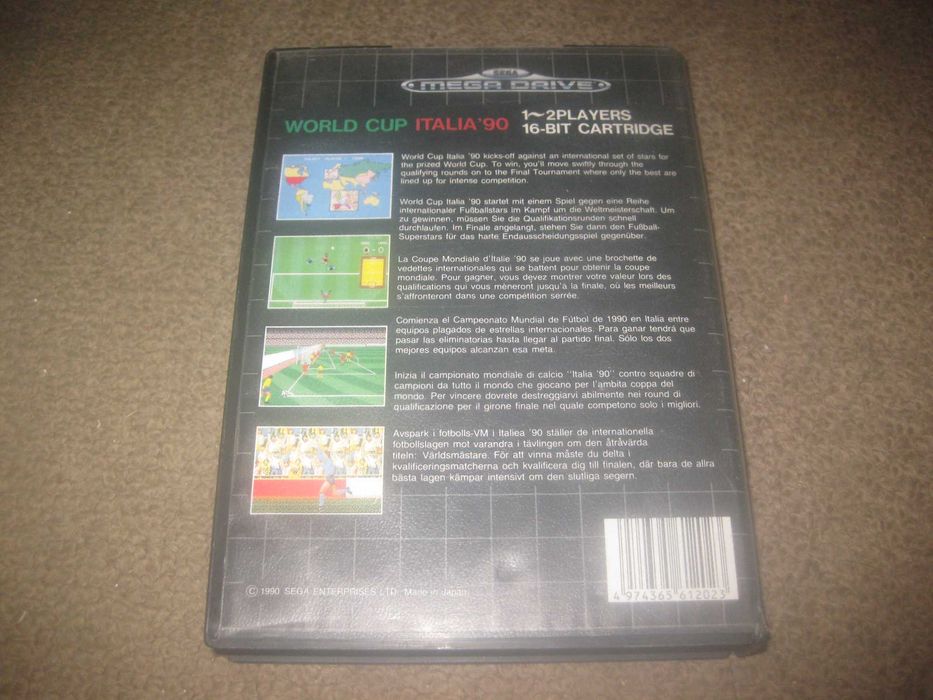 SEGA
MEGA DRIVE
WORLD CUP ITALIA'90
1~2PLAYERS
16-BIT CARTRIDGE
World Cup Italia '90 kicks-off against an international set of stars for
the prized World Cup. To win, you'll move swiftly through the
qualifying rounds on to the Final Tournament where only the best are
lined up for intense competition.
World Cup Italia '90 startet mit einem Spiel gegen eine Reihe
internationaler Fußballstars im Kampf um die Weltmeisterschaft. Um
zu gewinnen, müssen Sie die Qualifikationsrunden schnell
durchlaufen. Im Finale angelangt, stehen Sie dann den Fußball-
Superstars für das harte Endausscheidungsspiel gegenüber.
La Coupe Mondiale d'Italie '90 se joue avec une brochette de
vedettes internationales qui se battent pour obtenir la coupe
mondiale. Pour gagner, vous devez montrer votre valeur lors des
qualifications qui vous mèneront jusqu'à la finale, où les meilleurs
s'affronteront dans une compétition serrée.
Comienza el Campeonato Mundial de Fútbol de 1990 en Italia entre
equipos plagados de estrellas internacionales. Para ganar tendrá que
pasar las eliminatorias hasta llegar al partido final. Sólo los dos
mejores equipos alcanzan esa meta.
Inizia il campionato mondiale di calcio "Italia '90" contro squadre di
campioni da tutto il mondo che giocano per l'ambita coppa del
mondo. Per vincere dovrete destreggiarvi abilmente nei round di
qualificazione per il girone finale nel quale competono solo i migliori.
Avspark i fotbolls-VM i Italiea '90 ställer de internationella
fotbollslagen mot varandra i tävlingen om den åtråvärda
titeln: Världsmästare. För att vinna måste du delta i
kvalificeringsmatcherna och kvalificera dig till finalen, där bara de allra
bästa lagen kämpar intensivt om den slutliga segern.
© 1990 SEGA ENTERPRISES LTD. Made in Japan
4 974365 612023